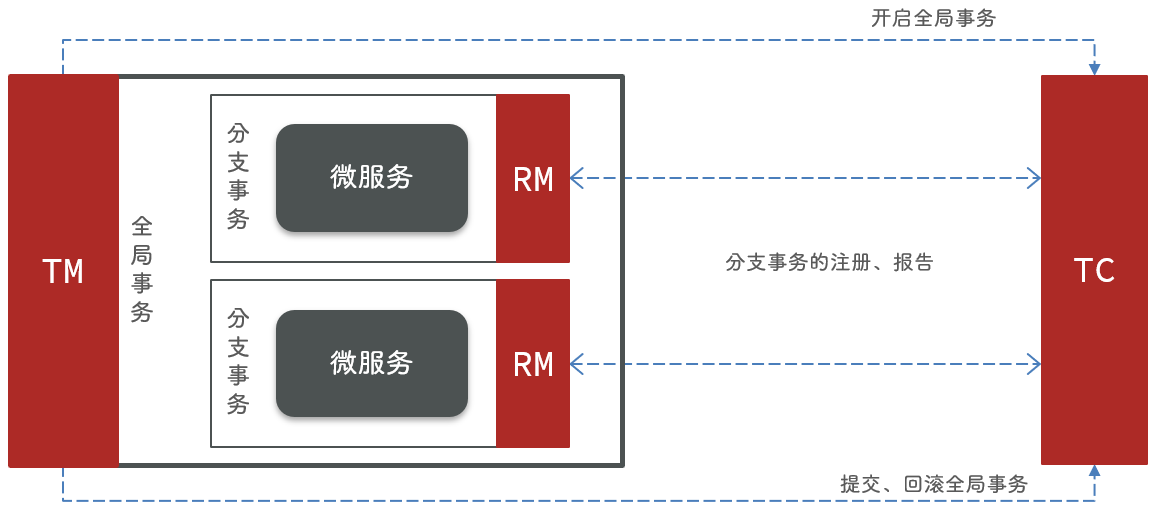 开启全局事务
TM
全局事务
分支事务
微服务
RM
分支事务的注册、报告
TC
分支事务
微服务
RM
提交、回滚全局事务